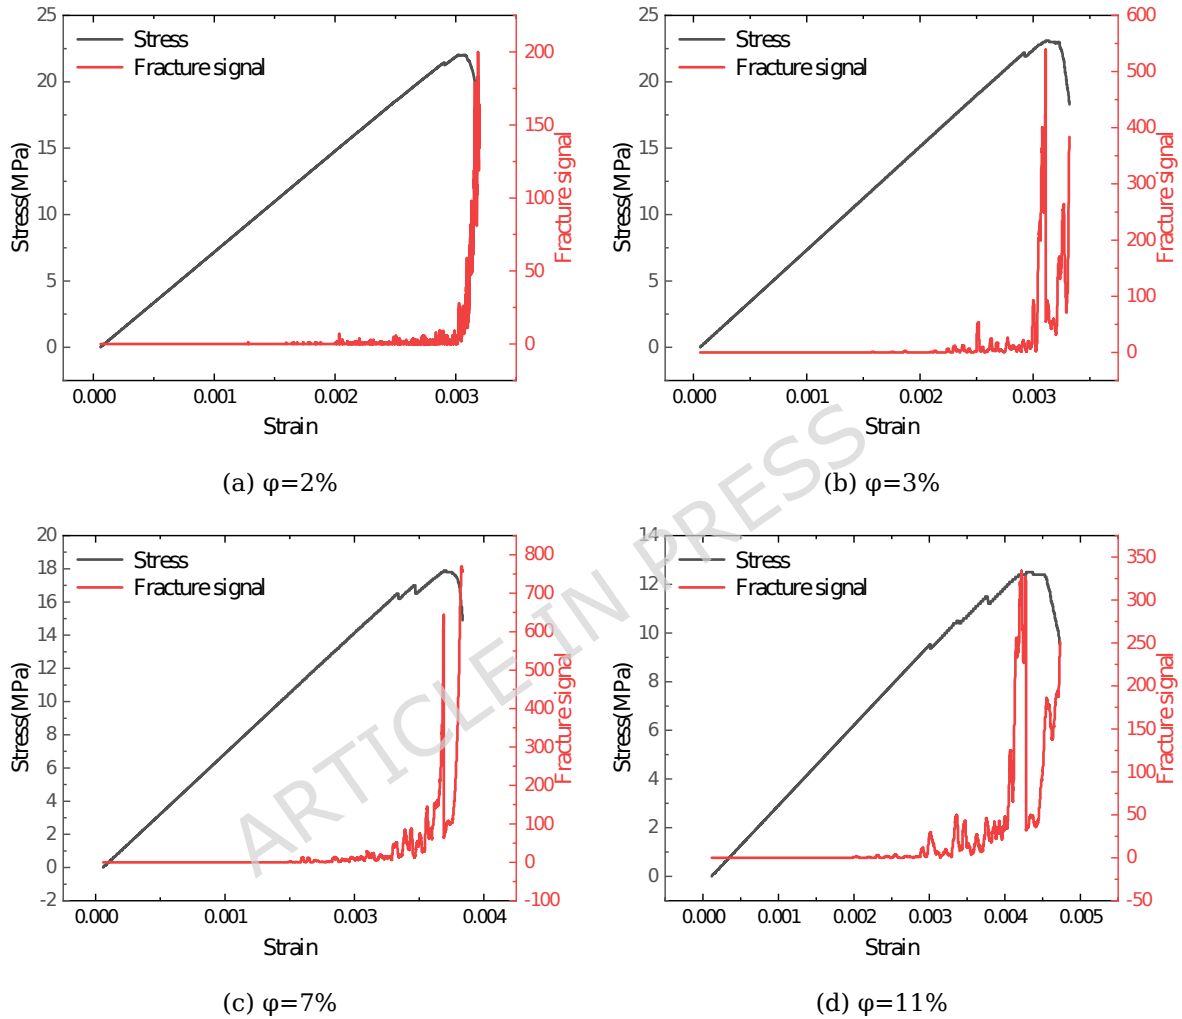 25
20
15
10
5
0
Stress(MPa)
Stress
Fracture signal
200
150
100
50
0
Fracture signal
0.000 0.001 0.002 0.003
Strain
(a) φ=2%
25
20
15
10
5
0
Stress(MPa)
Stress
Fracture signal
600
500
400
300
200
100
0
Fracture signal
0.000 0.001 0.002 0.003
Strain
(b) φ=3%
20
18
16
14
12
10
8
6
4
2
0
-2
Stress(MPa)
Stress
Fracture signal
800
700
600
500
400
300
200
100
0
-100
Fracture signal
0.000 0.001 0.003 0.004
Strain
(c) φ=7%
14
12
10
8
6
4
2
0
Stress(MPa)
Stress
Fracture signal
350
300
250
200
150
100
50
0
-50
Fracture signal
0.000 0.001 0.002 0.003 0.004 0.005
Strain
(d) φ=11%
ARTICLE IN PRESS